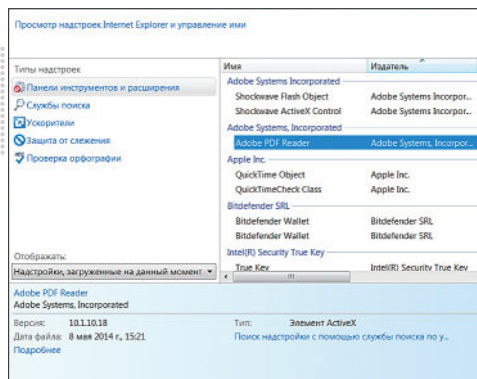 Просмотр надстроек Internet Explorer и управление ими
Типы надстроек
Панели инструментов и расширения
Службы поиска
Ускорители
Защита от слежения
Проверка орфографии
Отображать:
Надстройки, загруженные на данный момент
Имя Издатель
Adobe Systems Incorporated
Shockwave Flash Object Adobe Systems Incorpor...
Shockwave ActiveX Control Adobe Systems Incorpor...
Adobe Systems, Incorporated
Adobe PDF Reader Adobe Systems, Incorpor...
Apple Inc.
QuickTime Object Apple Inc.
QuickTimeCheck Class Apple Inc.
Bitdefender SRL
Bitdefender Wallet Bitdefender SRL
Bitdefender Wallet Bitdefender SRL
Intel(R) Security True Key
True Key Intel(R) Security True Key
Adobe PDF Reader
Adobe Systems, Incorporated
Версия: 10.1.10.18 Тип: Элемент ActiveX
Дата файла: 8 мая 2014 г., 15:21 Поиск надстройки с помощью службы поиска по у...
Подробнее